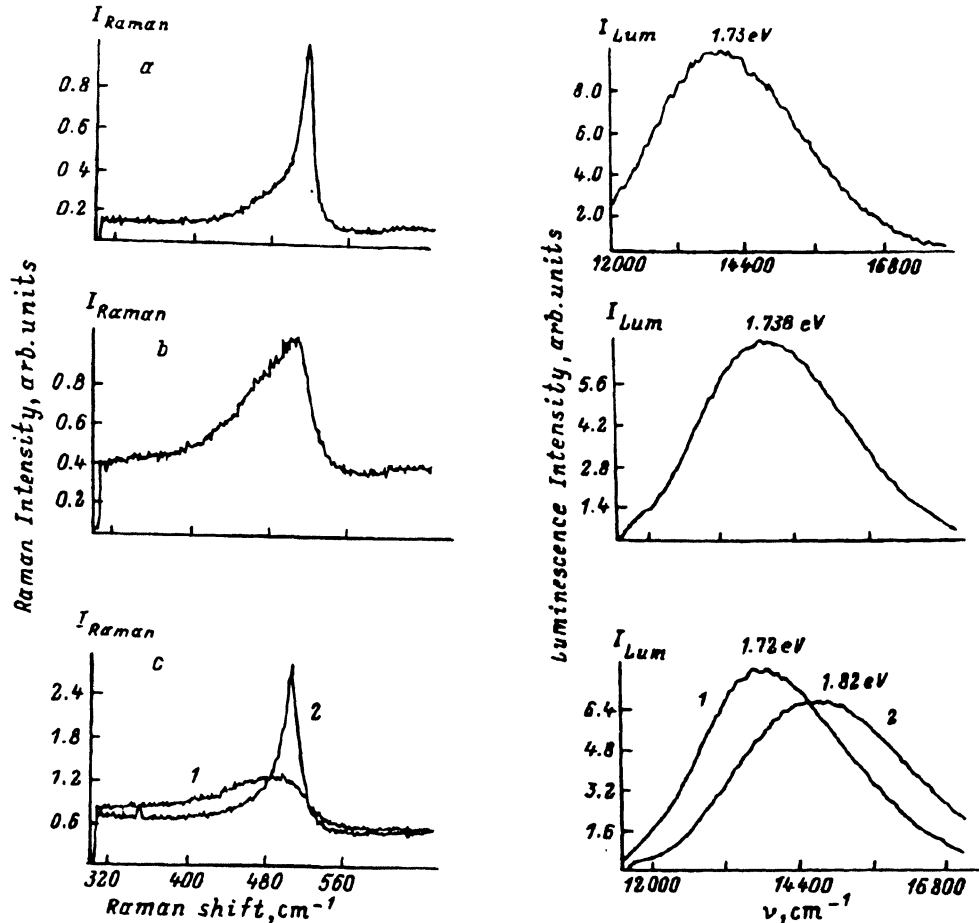 I Raman
a
0.8
0.6
0.4
0.2
I Lum
1.73 eV
8.0
6.0
4.0
2.0
12000
14400
16800
Raman Intensity, arb.units
I Raman
b
0.8
0.6
0.4
0.2
Luminescence Intensity, arb.units
I Lum
1.738 eV
5.6
4.2
2.8
1.4
I Raman
c
2.4
1.8
1.2
0.6
1
2
320
400
480
560
Raman shift, cm⁻¹
I Lum
1.72 eV
1.82 eV
1
2
6.4
4.8
3.2
1.6
12000
14400
16800
ν, cm⁻¹